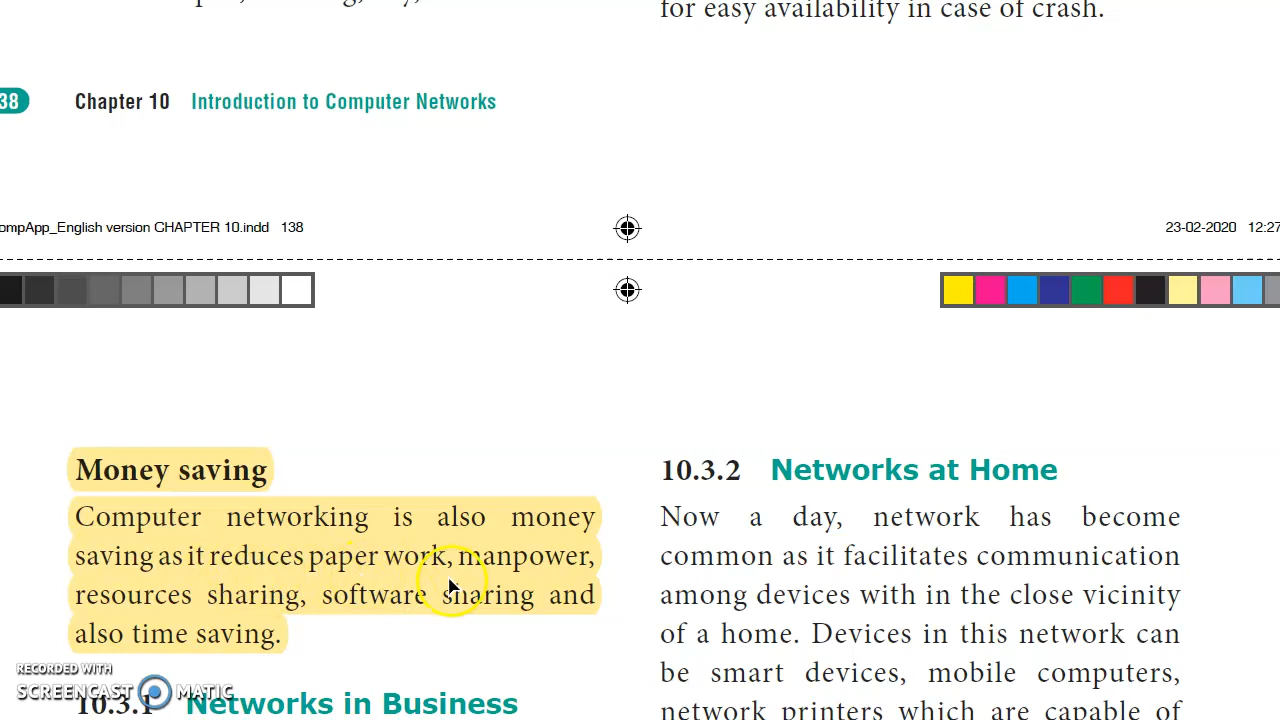 for easy availability in case of crash.
38 Chapter 10 Introduction to Computer Networks
ompApp_English version CHAPTER 10.indd 138
23-02-2020 12:27
Money saving
Computer networking is also money
saving as it reduces paper work, manpower,
resources sharing, software sharing and
also time saving.
10.3.1 Networks in Business
10.3.2 Networks at Home
Now a day, network has become
common as it facilitates communication
among devices with in the close vicinity
of a home. Devices in this network can
be smart devices, mobile computers,
network printers which are capable of
RECORDED WITH
SCREENCAST MATIC